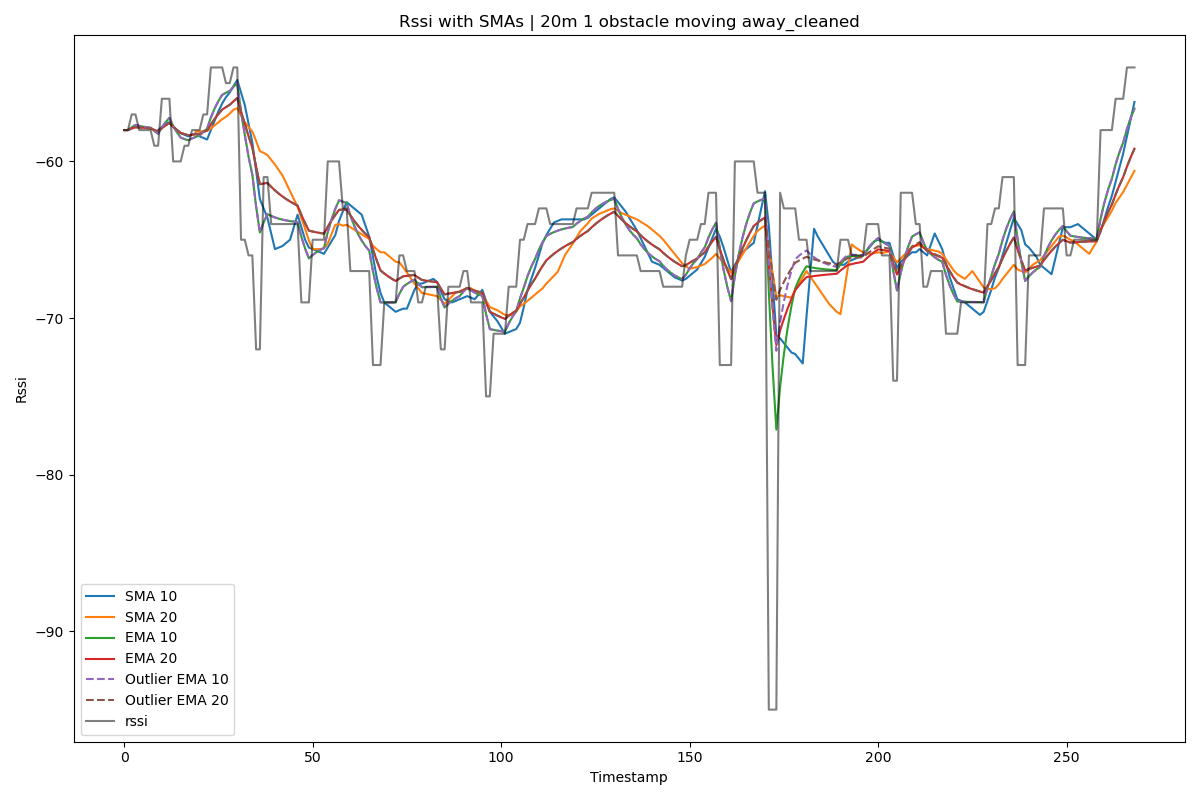 Rssi with SMAs | 20m 1 obstacle moving away_cleaned
Rssi
−60
−70
−80
−90
SMA 10
SMA 20
EMA 10
EMA 20
Outlier EMA 10
Outlier EMA 20
rssi
0
50
100
150
200
250
Timestamp